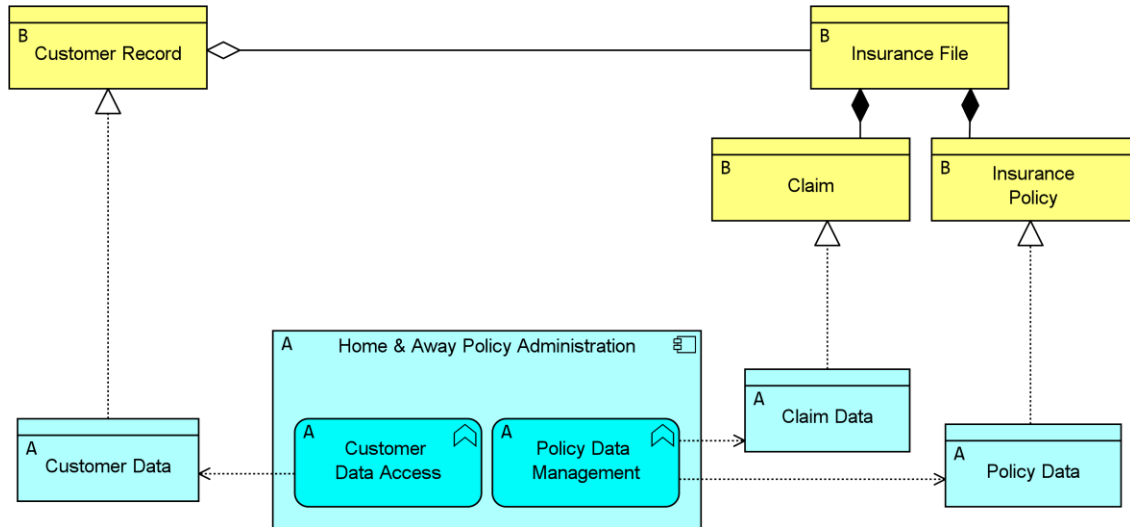 B
Customer Record
B
Insurance File
B
Claim
B
Insurance
Policy
A
Home & Away Policy Administration
A
Customer Data
A
Customer
Data Access
A
Policy Data
Management
A
Claim Data
A
Policy Data